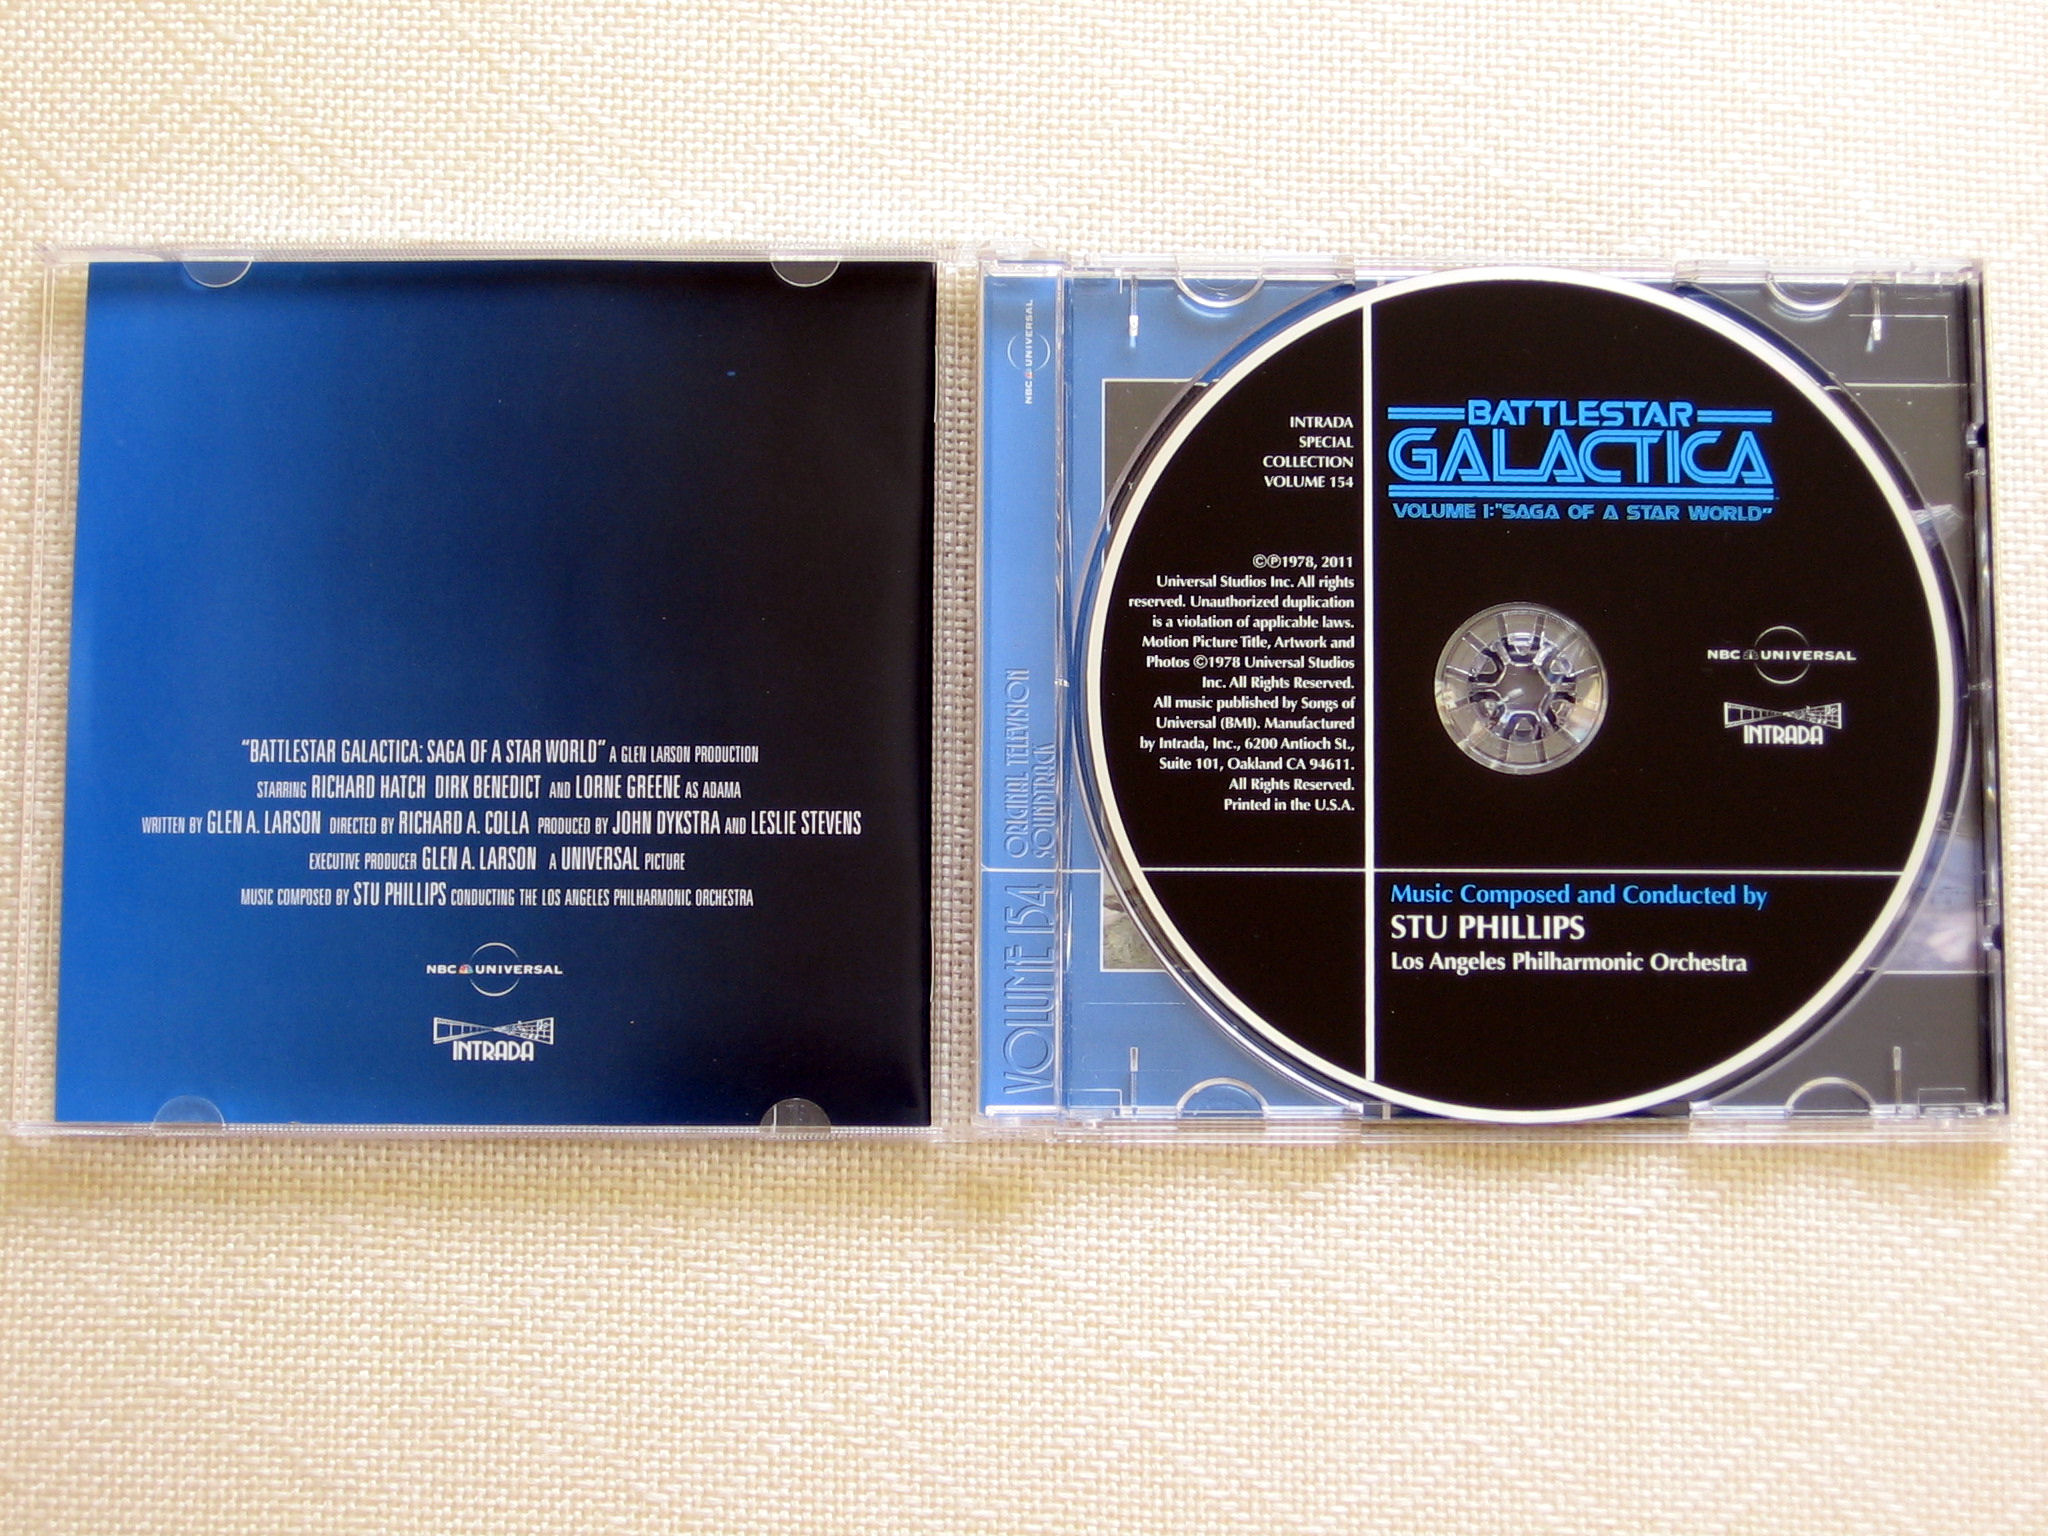 “BATTLESTAR GALACTICA: SAGA OF A STAR WORLD” A GLEN LARSON PRODUCTION
STARRING RICHARD HATCH DIRK BENEDICT AND LORNE GREENE AS ADAMA
WRITTEN BY GLEN A. LARSON DIRECTED BY RICHARD A. COLLA PRODUCED BY JOHN DYKSTRA AND LESLIE STEVENS
EXECUTIVE PRODUCER GLEN A. LARSON A UNIVERSAL PICTURE
MUSIC COMPOSED BY STU PHILLIPS CONDUCTING THE LOS ANGELES PHILHARMONIC ORCHESTRA
NBC UNIVERSAL
INTRADA
NBC UNIVERSAL
ORIGINAL TELEVISION
SOUNDTRACK
VOLUME 154
INTRADA
SPECIAL
COLLECTION
VOLUME 154
©℗1978, 2011
Universal Studios Inc. All rights
reserved. Unauthorized duplication
is a violation of applicable laws.
Motion Picture Title, Artwork and
Photos ©1978 Universal Studios
Inc. All Rights Reserved.
All music published by Songs of
Universal (BMI). Manufactured
by Intrada, Inc., 6200 Antioch St.,
Suite 101, Oakland CA 94611.
All Rights Reserved.
Printed in the U.S.A.
BATTLESTAR
GALACTICA
VOLUME I: "SAGA OF A STAR WORLD"
NBC UNIVERSAL
INTRADA
Music Composed and Conducted by
STU PHILLIPS
Los Angeles Philharmonic Orchestra